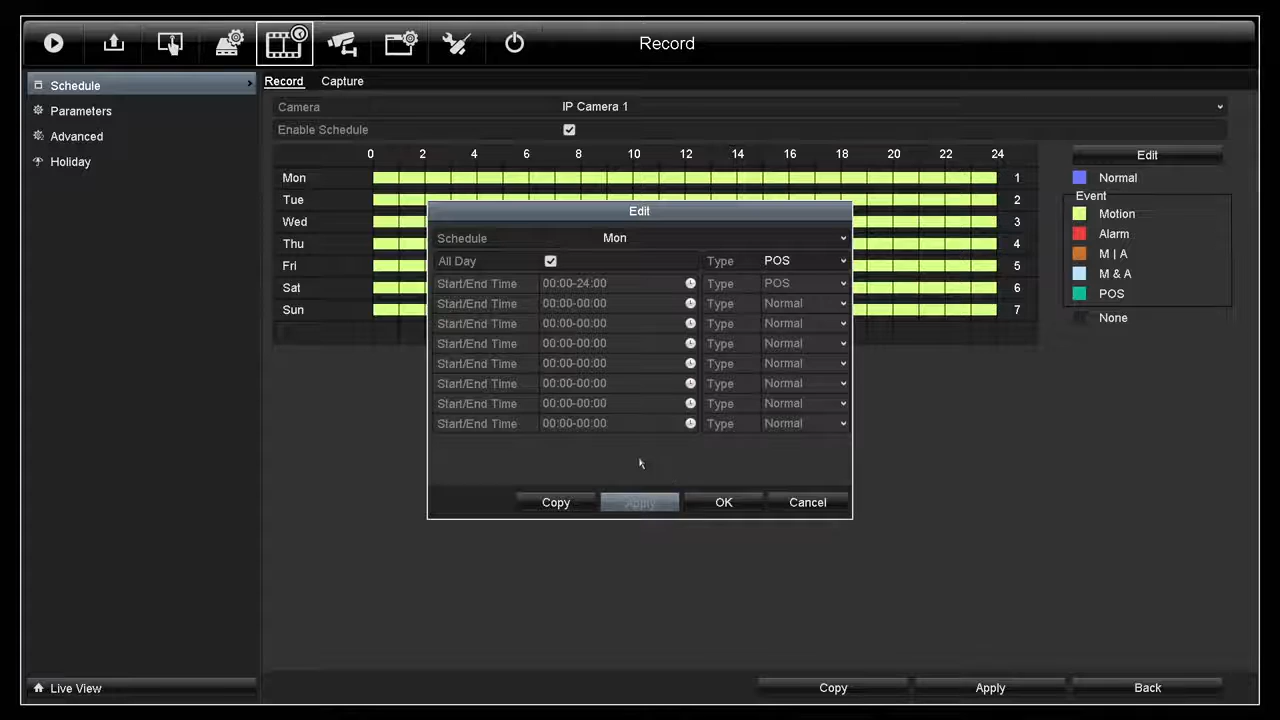 Record
Schedule
Parameters
Advanced
Holiday
Record Capture
Camera IP Camera 1
Enable Schedule
0 2 4 6 8 10 12 14 16 18 20 22 24
Mon 1
Tue 2
Wed 3
Thu 4
Fri 5
Sat 6
Sun 7
Edit
Normal
Event
Motion
Alarm
M | A
M & A
POS
None
Edit
Schedule Mon
All Day Type POS
Start/End Time 00:00-24:00 Type POS
Start/End Time 00:00-00:00 Type Normal
Start/End Time 00:00-00:00 Type Normal
Start/End Time 00:00-00:00 Type Normal
Start/End Time 00:00-00:00 Type Normal
Start/End Time 00:00-00:00 Type Normal
Start/End Time 00:00-00:00 Type Normal
Start/End Time 00:00-00:00 Type Normal
Copy Apply OK Cancel
Live View
Copy Apply Back